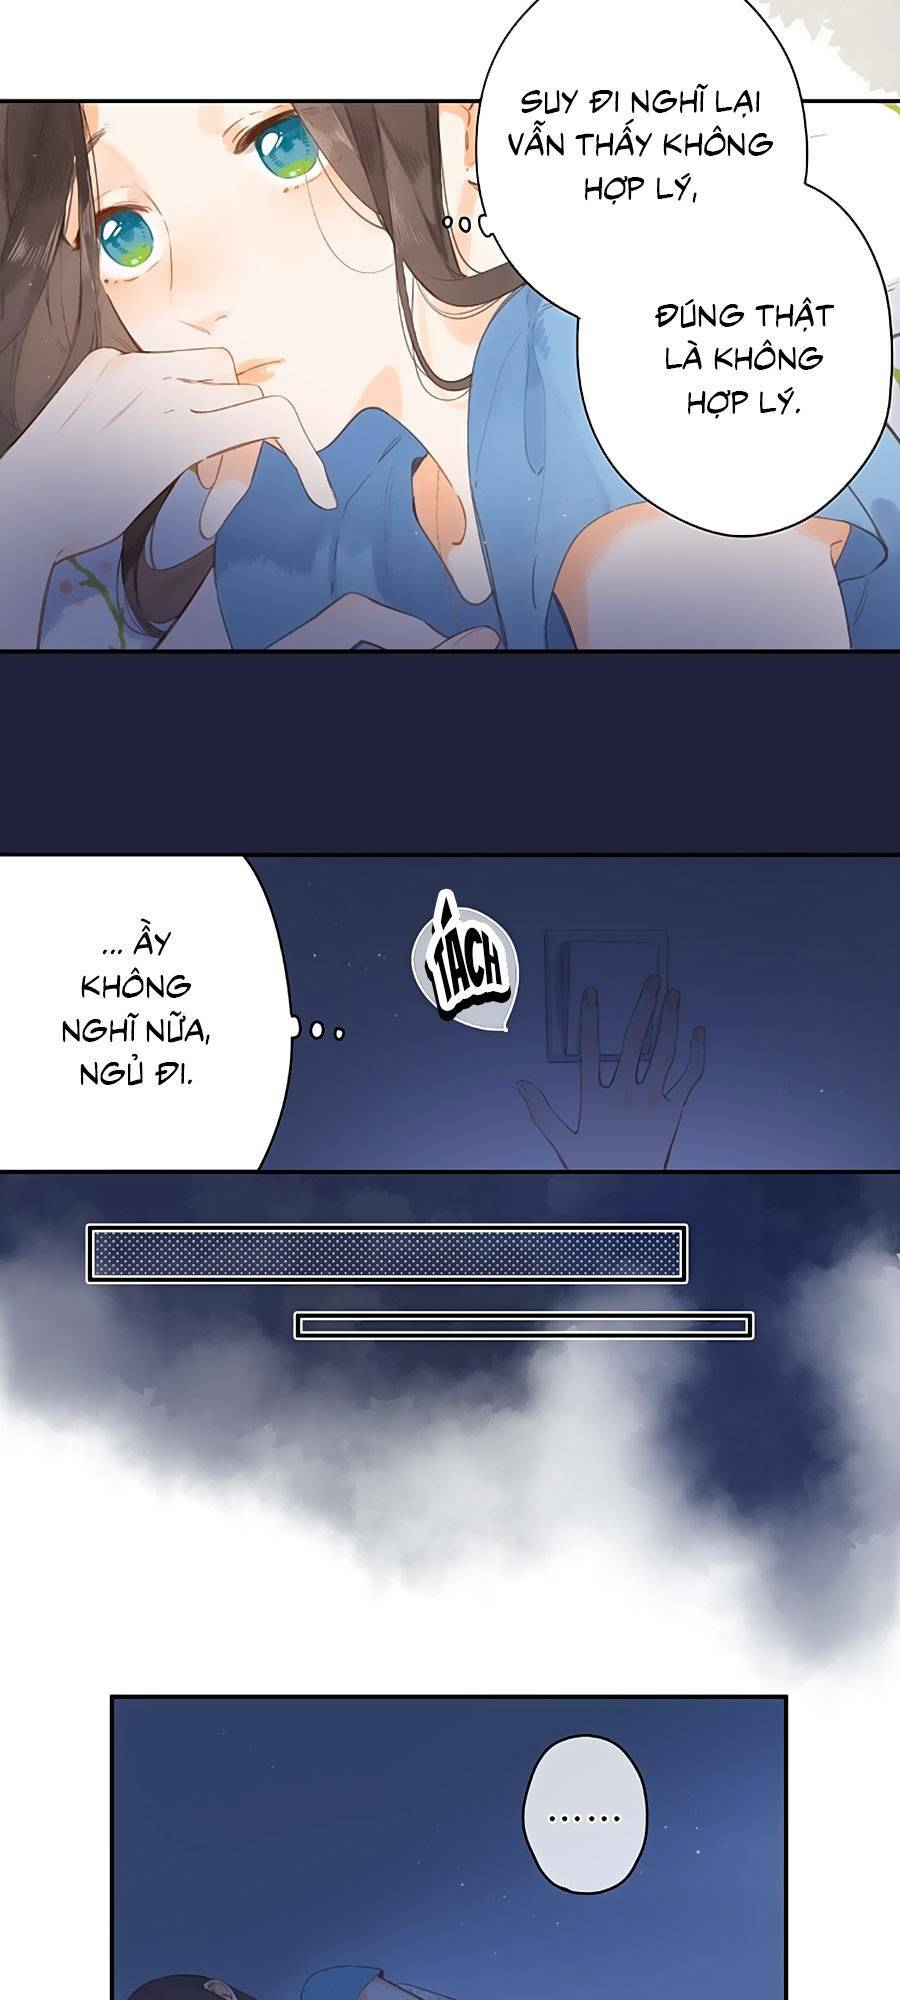 SUY ĐI NGHĨ LẠI
VẪN THẤY KHÔNG
HỢP LÝ,
...
ĐÚNG THẬT
LÀ KHÔNG
HỢP LÝ.
... ẦY
KHÔNG
NGHĨ NỮA,
NGỦ ĐI.
...
TÁCH
......